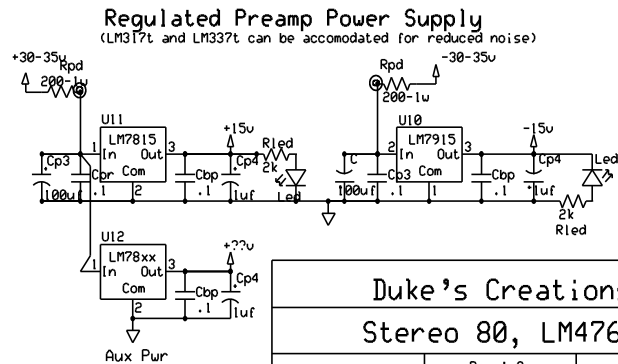 Regulated Preamp Power Supply
(LM317t and LM337t can be accomodated for reduced noise)
+30-35v
Rpd
200-1w
-30-35v
Rpd
200-1w
U11
LM7815
1 In Out 3
Com
2
+15v
Rled
2k
Led
Cp3
100uf
Cpr
.1
Cbp
.1
Cp4
1uf
U10
LM7915
2 In Out 3
Com
1
-15v
C
100uf
Cp3
.1
Cbp
.1
Cp4
1uf
Led
2k
Rled
U12
LM78xx
1 In Out 3
Com
2
+??v
Cbp
.1
Cp4
1uf
Aux Pwr
Duke's Creations
Stereo 80, LM476